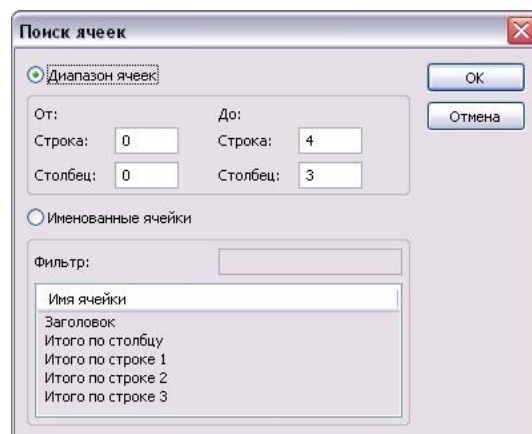 Поиск ячеек
Диапазон ячеек
OK
От: До:
Отмена
Строка: 0 Строка: 4
Столбец: 0 Столбец: 3
Именованные ячейки
Фильтр:
Имя ячейки
Заголовок
Итого по столбцу
Итого по строке 1
Итого по строке 2
Итого по строке 3